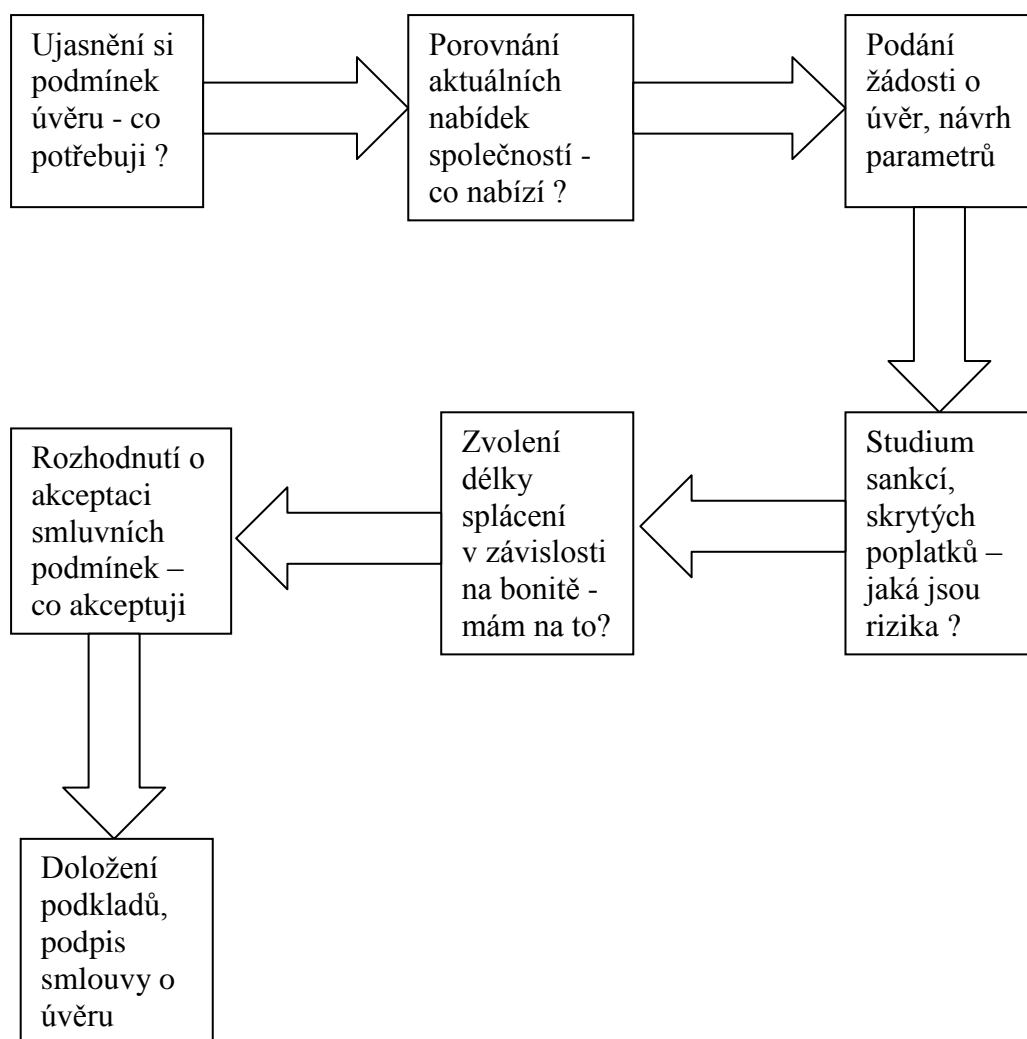 Ujasnění si
podmínek
úvěru - co
potřebuji ?
Porovnání
aktuálních
nabídek
společností -
co nabízí ?
Podání
žádosti o
úvěr, návrh
parametrů
Studium
sankcí,
skrytých
poplatků –
jaká jsou
rizika ?
Zvolení
délky
splácení
v závislosti
na bonitě -
mám na to?
Rozhodnutí o
akceptaci
smluvních
podmínek –
co akceptuji
Doložení
podkladů,
podpis
smlouvy o
úvěru